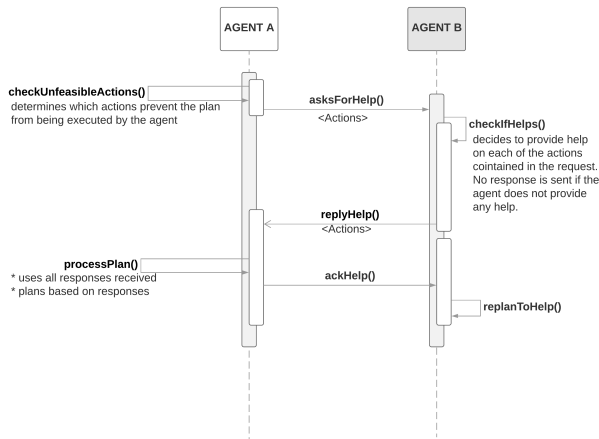 AGENT A
AGENT B
checkUnfeasibleActions()
determines which actions prevent the plan
from being executed by the agent
asksForHelp()
<Actions>
checkIfHelps()
decides to provide help
on each of the actions
cointained in the request.
No response is sent if the
agent does not provide
any help.
replyHelp()
<Actions>
processPlan()
* uses all responses received
* plans based on responses
ackHelp()
replanToHelp()